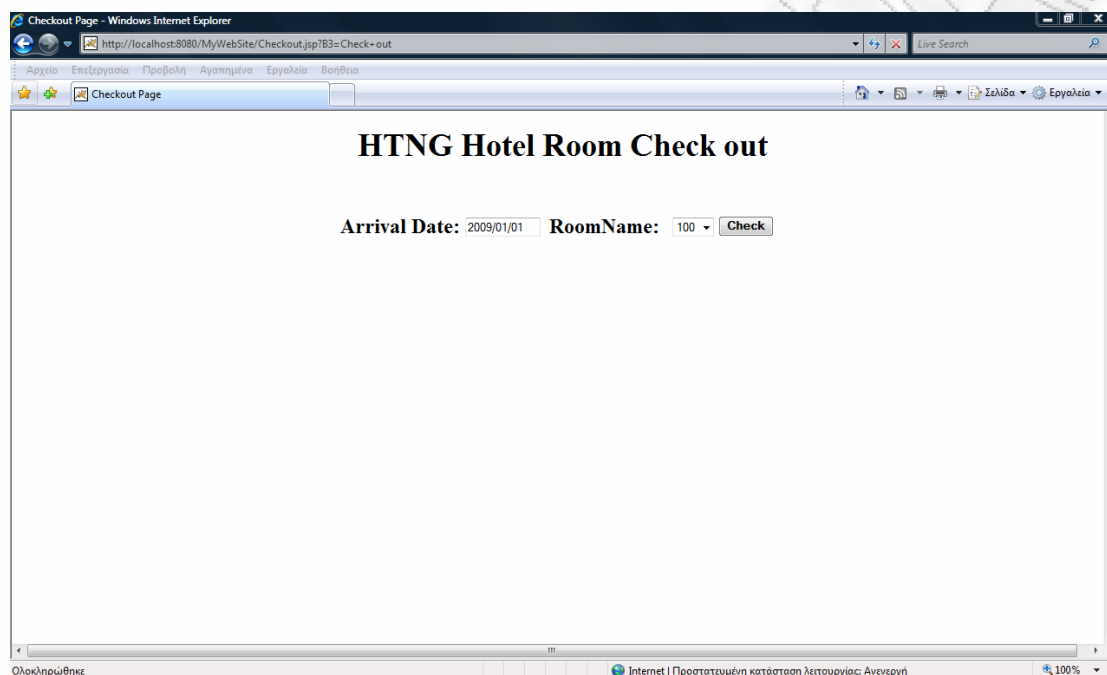 Checkout Page - Windows Internet Explorer
http://localhost:8080/MyWebSite/Checkout.jsp?B3=Check+out Live Search
Αρχείο Επεξεργασία Προβολή Αγαπημένα Εργαλεία Βοήθεια
Checkout Page Σελίδα Εργαλεία
HTNG Hotel Room Check out
Arrival Date: 2009/01/01 RoomName: 100 Check
Ολοκληρώθηκε Internet | Προστατευμένη κατάσταση λειτουργίας: Ανενεργή 100%